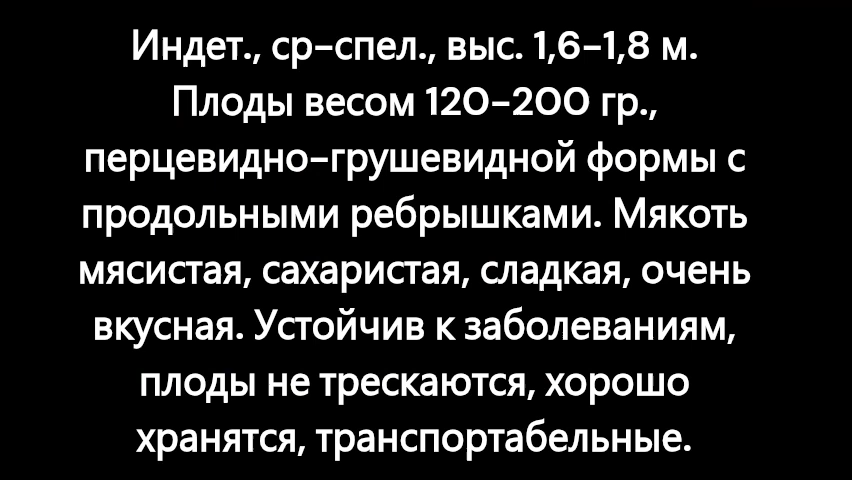 Индет., ср-спел., выс. 1,6-1,8 м.
Плоды весом 120-200 гр.,
перцевидно-грушевидной формы с
продольными ребрышками. Мякоть
мясистая, сахаристая, сладкая, очень
вкусная. Устойчив к заболеваниям,
плоды не трескаются, хорошо
хранятся, транспортабельные.